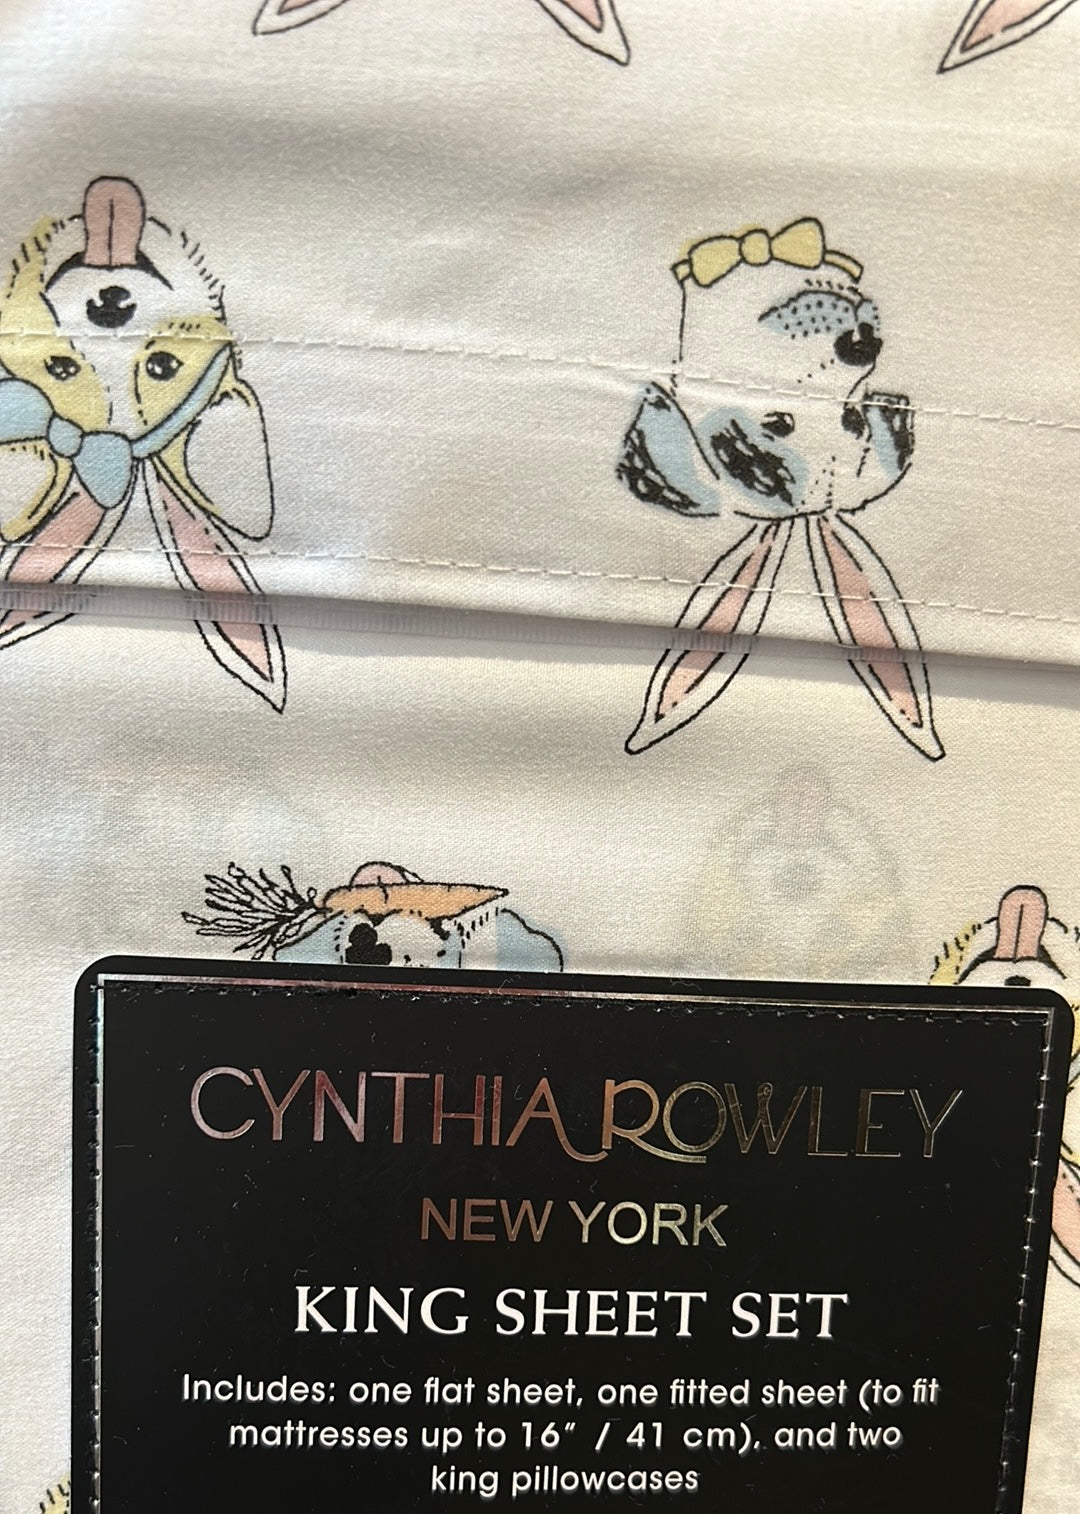 CYNTHIA ROWLEY
NEW YORK
KING SHEET SET
Includes: one flat sheet, one fitted sheet (to fit
mattresses up to 16″ / 41 cm), and two
king pillowcases